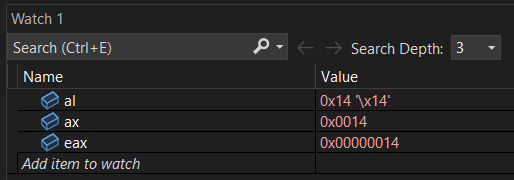 Watch 1
Search (Ctrl+E) Search Depth: 3
Name Value
al 0x14 '\x14'
ax 0x0014
eax 0x00000014
Add item to watch